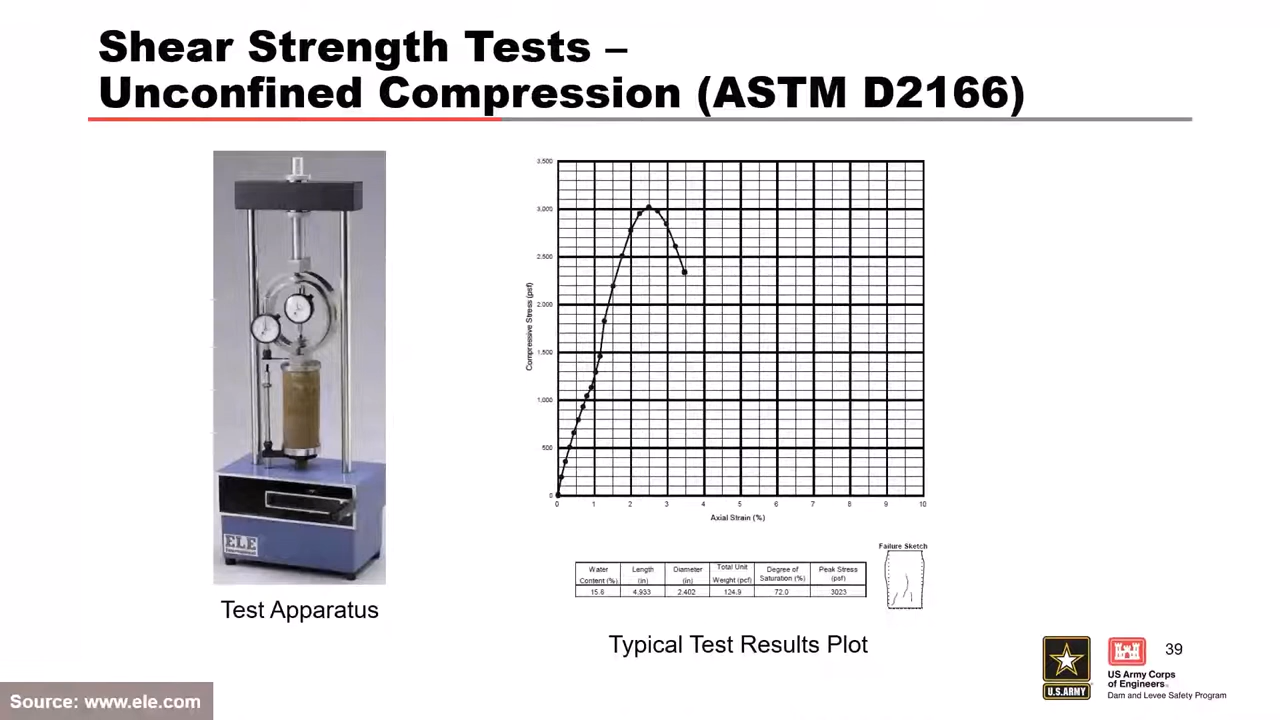 Shear Strength Tests –
Unconfined Compression (ASTM D2166)
ELE
International
Test Apparatus
Compressive Stress (psf)
3,500
3,000
2,500
2,000
1,500
1,000
500
0
0 1 2 3 4 5 6 7 8 9 10
Axial Strain (%)
Water Content (%) Length (in) Diameter (in) Total Unit Weight (pcf) Degree of Saturation (%) Peak Stress (psf)
15.6 4.933 2.402 124.9 72.0 3023
Failure Sketch
Typical Test Results Plot
U.S.ARMY
US Army Corps
of Engineers®
Dam and Levee Safety Program
39
Source: www.ele.com